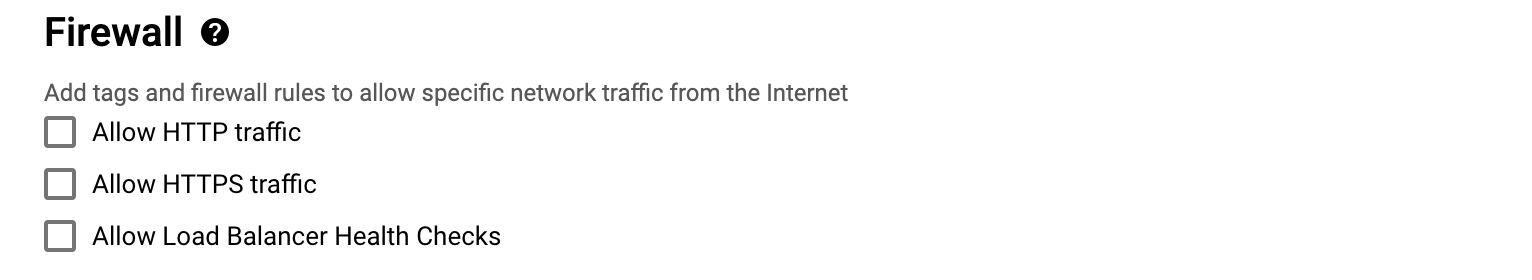 Firewall ?
Add tags and firewall rules to allow specific network traffic from the Internet
Allow HTTP traffic
Allow HTTPS traffic
Allow Load Balancer Health Checks